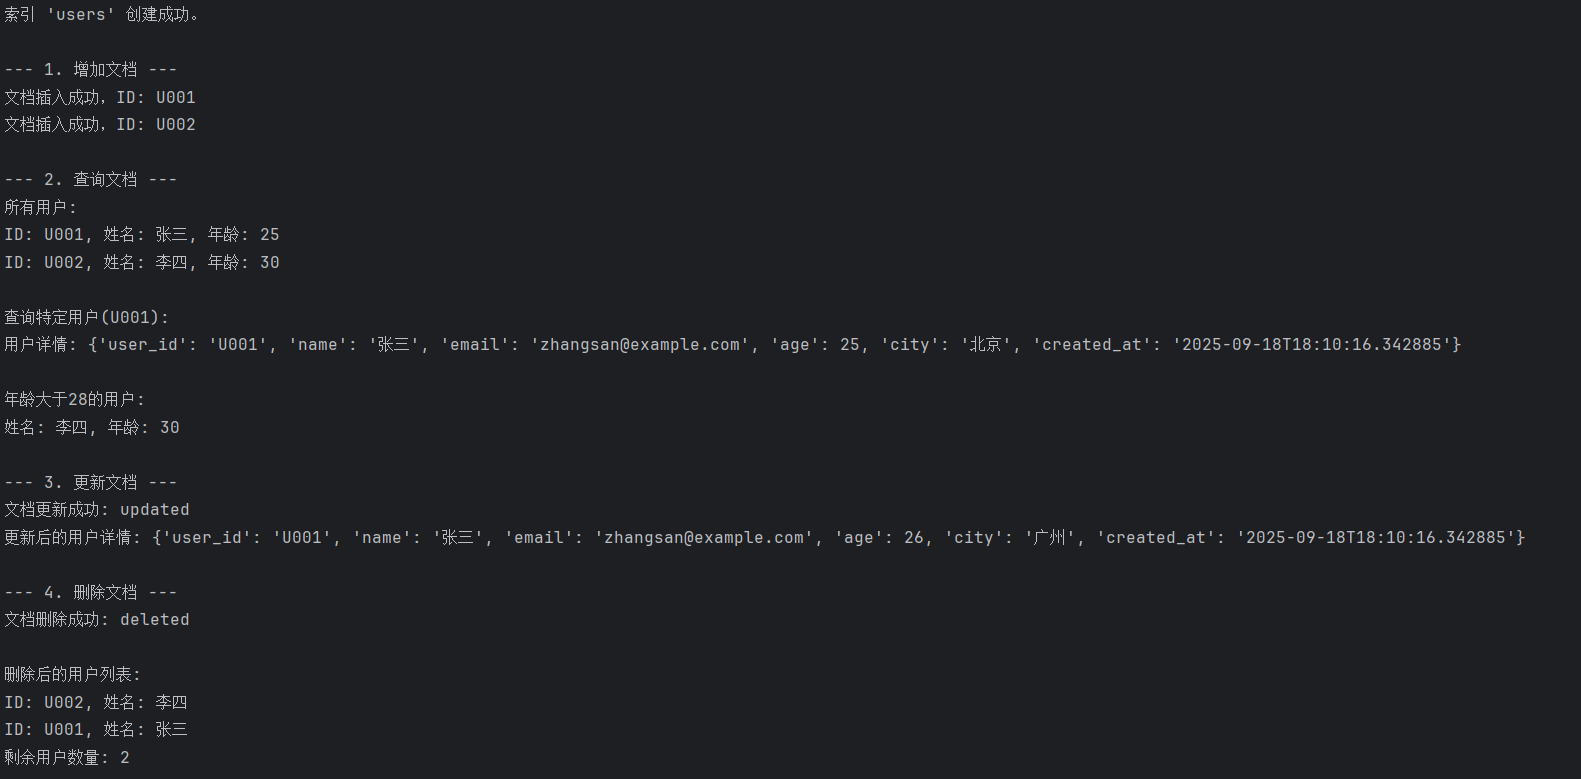 索引 'users' 创建成功。
--- 1. 增加文档 ---
文档插入成功，ID: U001
文档插入成功，ID: U002
--- 2. 查询文档 ---
所有用户:
ID: U001, 姓名: 张三, 年龄: 25
ID: U002, 姓名: 李四, 年龄: 30
查询特定用户(U001):
用户详情: {'user_id': 'U001', 'name': '张三', 'email': 'zhangsan@example.com', 'age': 25, 'city': '北京', 'created_at': '2025-09-18T18:10:16.342885'}
年龄大于28的用户:
姓名: 李四, 年龄: 30
--- 3. 更新文档 ---
文档更新成功: updated
更新后的用户详情: {'user_id': 'U001', 'name': '张三', 'email': 'zhangsan@example.com', 'age': 26, 'city': '广州', 'created_at': '2025-09-18T18:10:16.342885'}
--- 4. 删除文档 ---
文档删除成功: deleted
删除后的用户列表:
ID: U002, 姓名: 李四
ID: U001, 姓名: 张三
剩余用户数量: 2